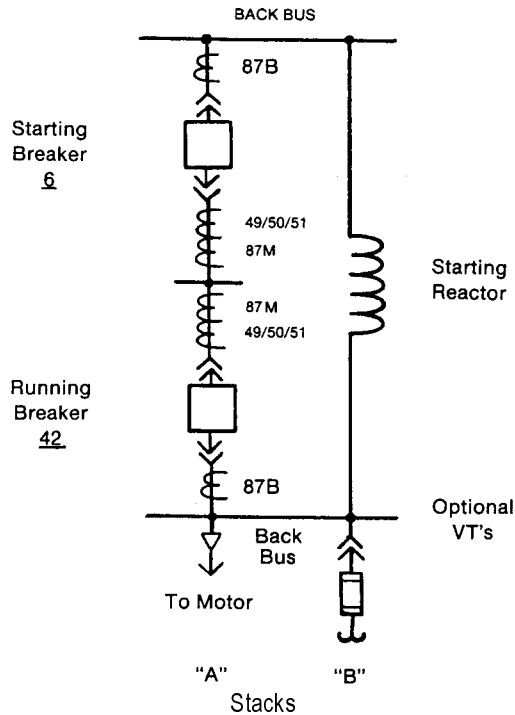 BACK BUS
87B
Starting
Breaker
6
49/50/51
87M
Starting
Reactor
87M
49/50/51
Running
Breaker
42
87B
Optional
VT's
Back
Bus
To Motor
"A"
"B"
Stacks